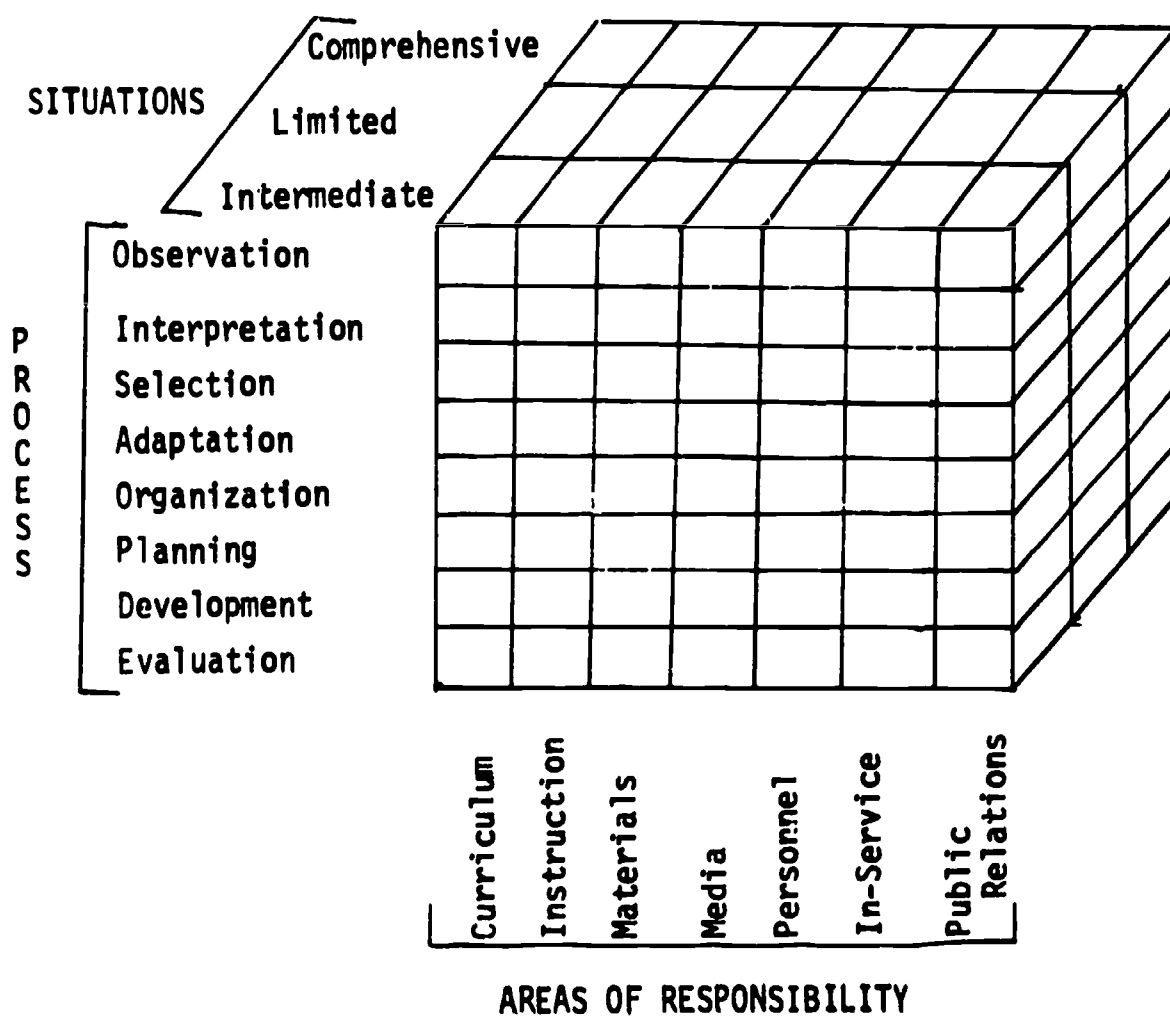 Comprehensive
SITUATIONS
Limited
Intermediate
Observation
Interpretation
Selection
Adaptation
Organization
Planning
Development
Evaluation
PROCESS
Curriculum
Instruction
Materials
Media
Personnel
In-Service
Public
Relations
AREAS OF RESPONSIBILITY